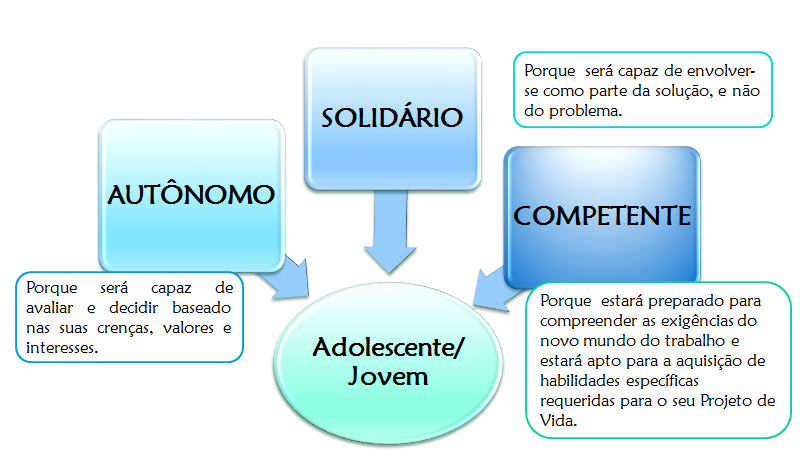 SOLIDÁRIO
Porque será capaz de envolver-
se como parte da solução, e não
do problema.
AUTÔNOMO
Porque será capaz de
avaliar e decidir baseado
nas suas crenças, valores e
interesses.
COMPETENTE
Porque estará preparado para
compreender as exigências do
novo mundo do trabalho e
estará apto para a aquisição de
habilidades específicas
requeridas para o seu Projeto de
Vida.
Adolescente/
Jovem